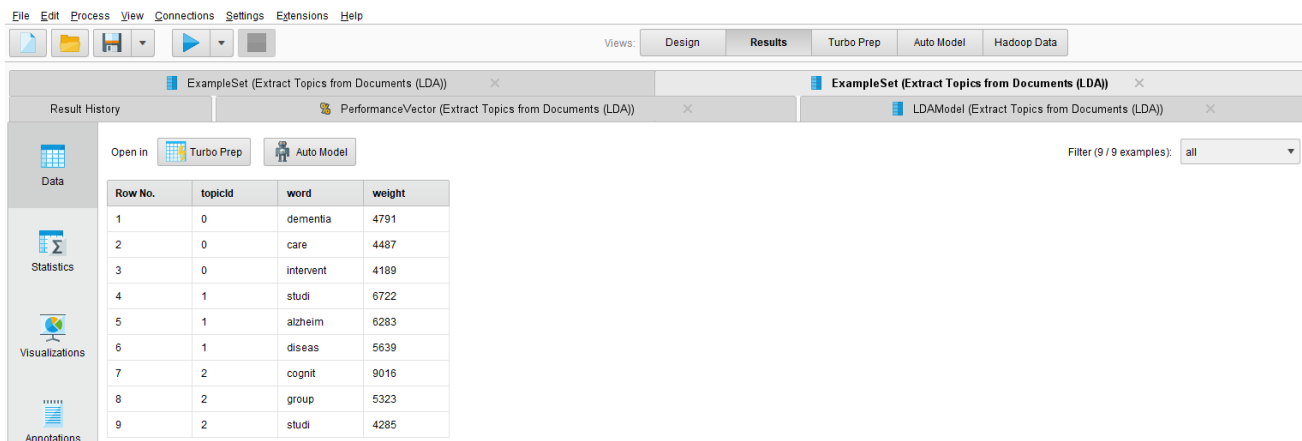 File Edit Process View Connections Settings Extensions Help
Views: Design Results Turbo Prep Auto Model Hadoop Data
ExampleSet (Extract Topics from Documents (LDA)) ExampleSet (Extract Topics from Documents (LDA))
Result History PerformanceVector (Extract Topics from Documents (LDA)) LDAModel (Extract Topics from Documents (LDA))
Open in Turbo Prep Auto Model Filter (9 / 9 examples): all
Data
Row No. topicId word weight
1 0 dementia 4791
2 0 care 4487
3 0 intervent 4189
Statistics
4 1 studi 6722
5 1 alzheim 6283
6 1 diseas 5639
Visualizations
7 2 cognit 9016
8 2 group 5323
9 2 studi 4285
Annotations